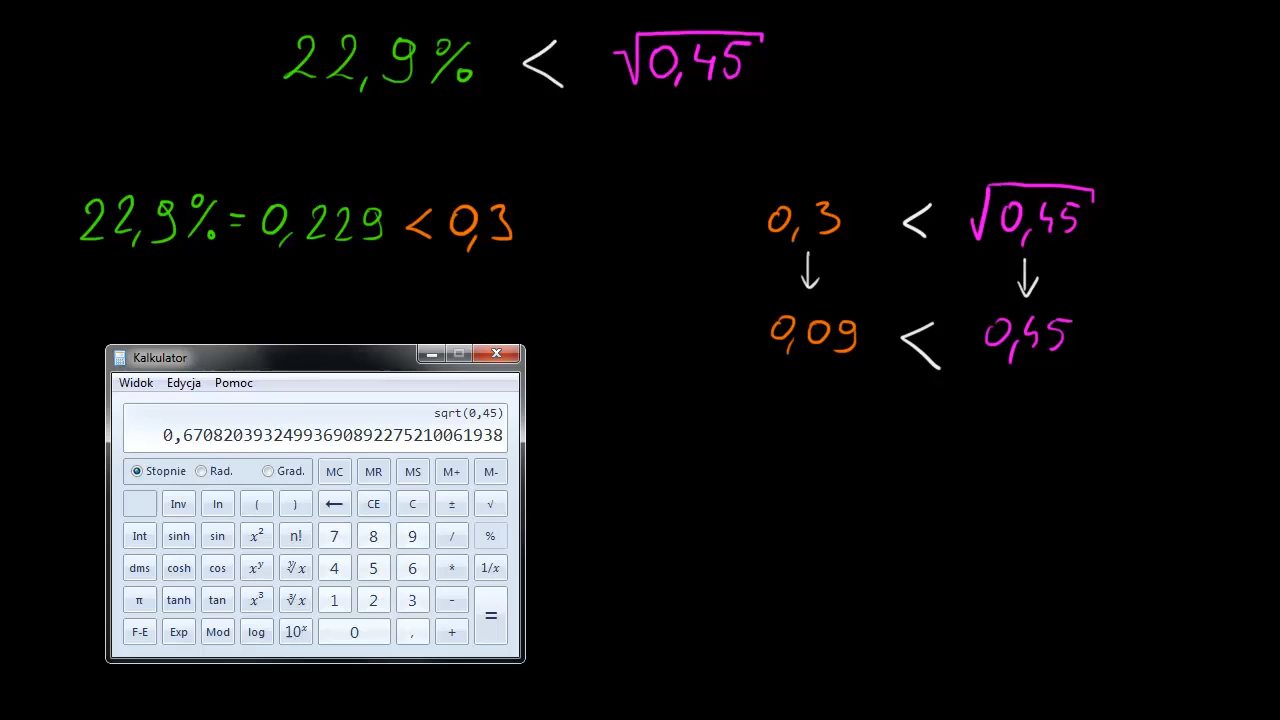 22,9% < √0,45
22,9% = 0,229 < 0,3
0,3 < √0,45
↓ ↓
0,09 < 0,45
Kalkulator
Widok Edycja Pomoc
sqrt(0,45)
0,67082039324993690892275210061938
Stopnie Rad. Grad. MC MR MS M+ M-
Inv ln ( ) ← CE C ± √
Int sinh sin x² n! 7 8 9 / %
dms cosh cos xʸ ʸ√x 4 5 6 * 1/x
π tanh tan x³ ³√x 1 2 3 - =
F-E Exp Mod log 10ˣ 0 , +